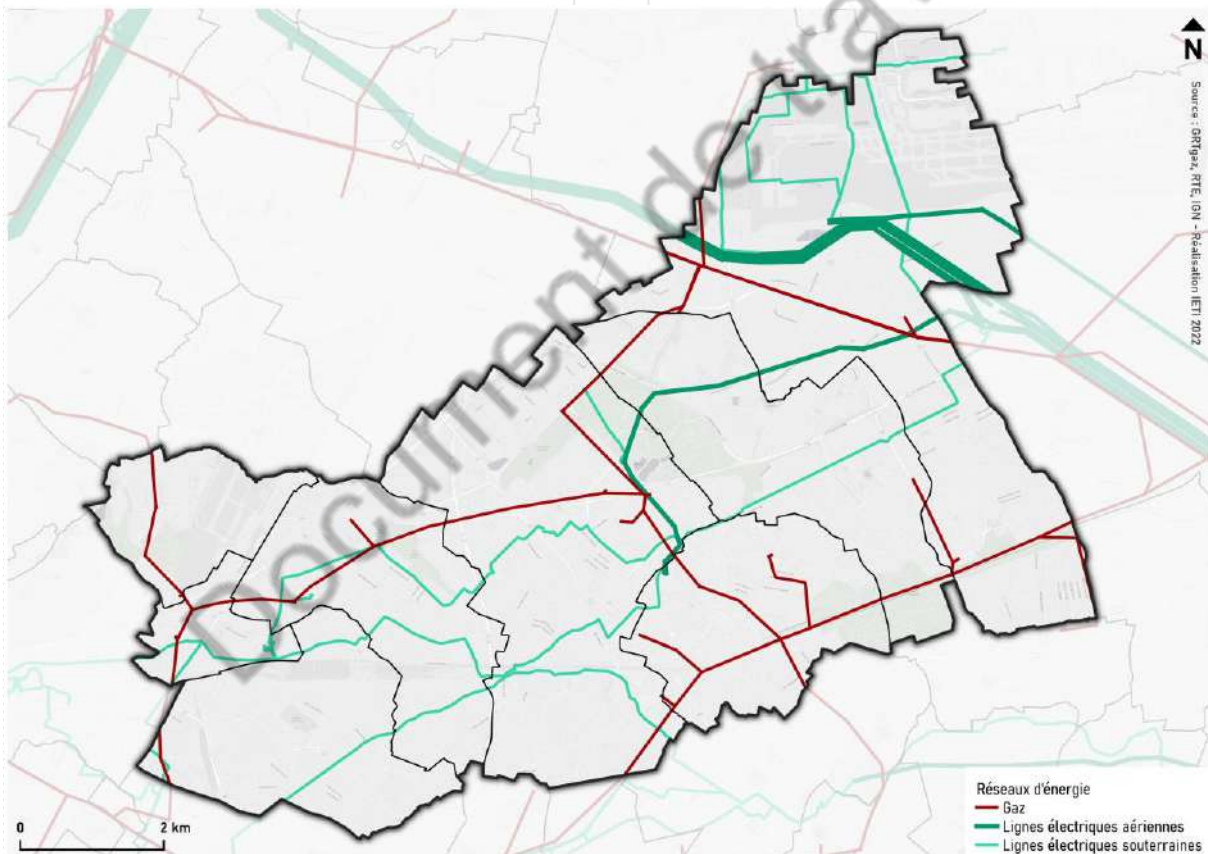 Document de tra
N
Source : GRTgaz, RTE, IGN - Réalisation IETI 2022
Réseaux d'énergie
Gaz
Lignes électriques aériennes
Lignes électriques souterraines
0 2 km